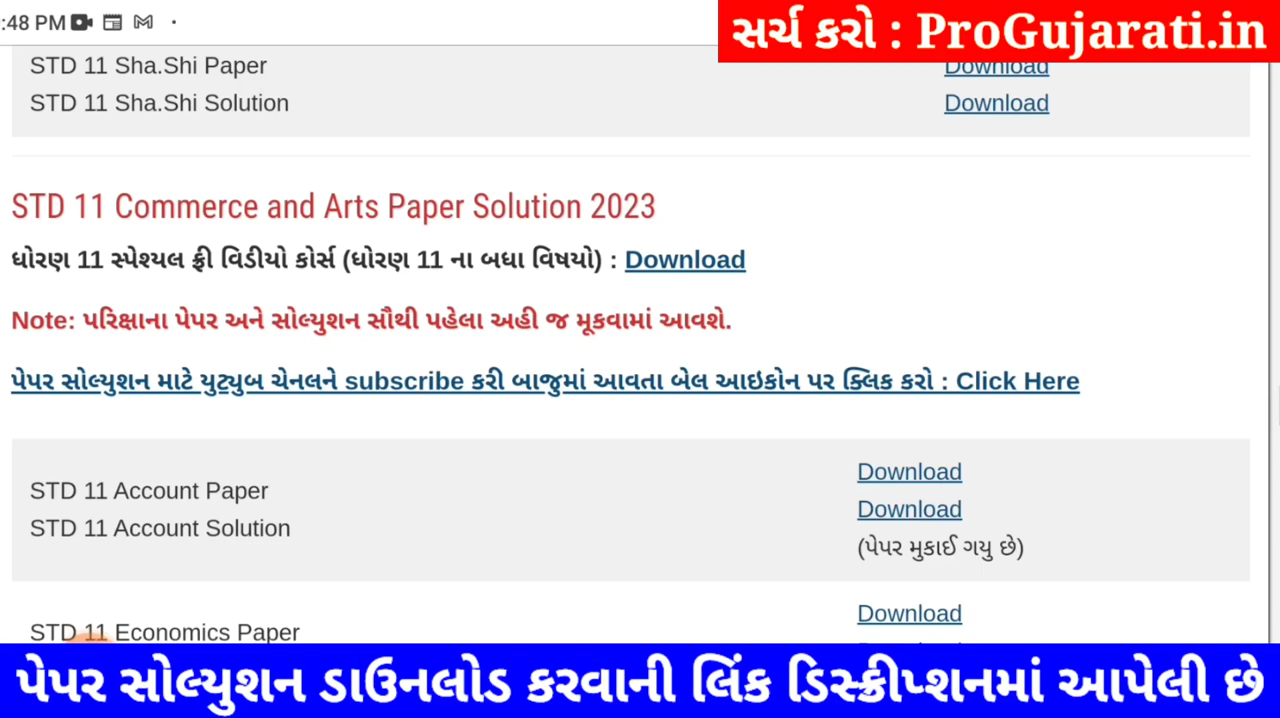 :48 PM
સર્ચ કરો : ProGujarati.in
STD 11 Sha.Shi Paper Download
STD 11 Sha.Shi Solution Download
STD 11 Commerce and Arts Paper Solution 2023
ધોરણ 11 સ્પેશ્યલ ફ્રી વિડીયો કોર્સ (ધોરણ 11 ના બધા વિષયો) : Download
Note: પરિક્ષાના પેપર અને સોલ્યુશન સૌથી પહેલા અહી જ મૂકવામાં આવશે.
પેપર સોલ્યુશન માટે યુટ્યુબ ચેનલને subscribe કરી બાજુમાં આવતા બેલ આઇકોન પર ક્લિક કરો : Click Here
STD 11 Account Paper
STD 11 Account Solution
Download
Download
(પેપર મુકાઈ ગયુ છે)
STD 11 Economics Paper
Download
પેપર સોલ્યુશન ડાઉનલોડ કરવાની લિંક ડિસ્ક્રીપ્શનમાં આપેલી છે